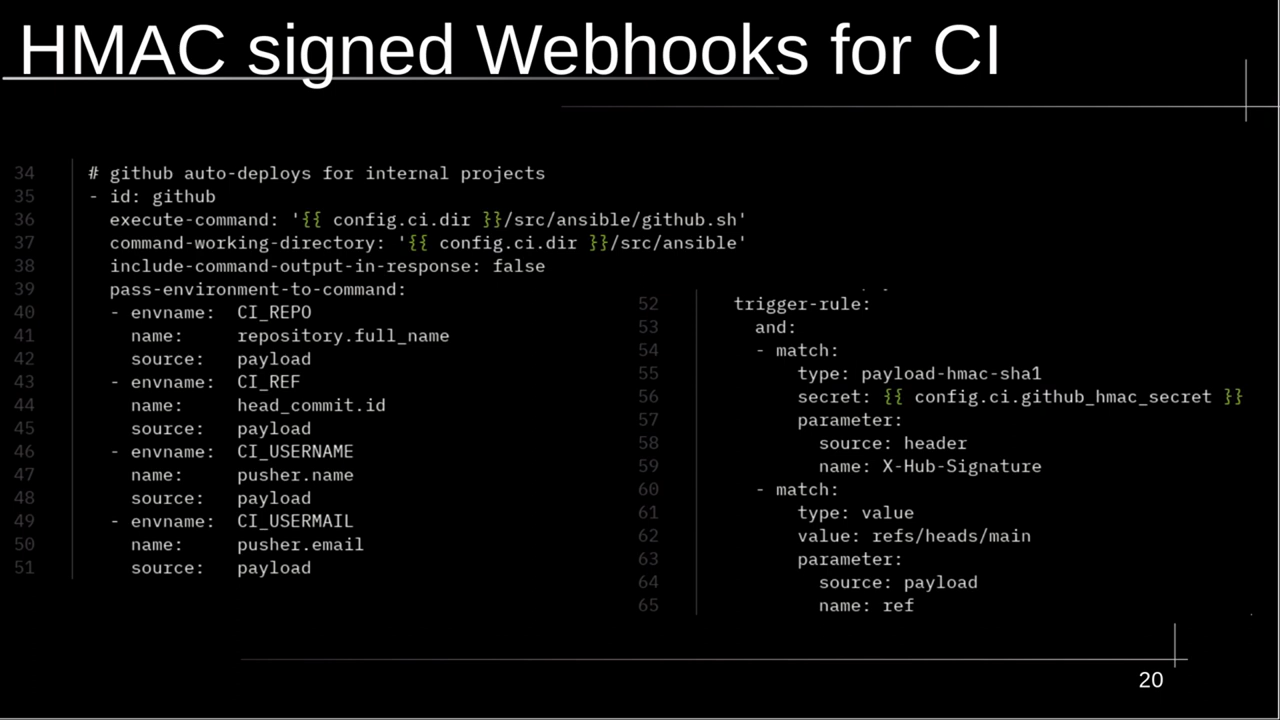 HMAC signed Webhooks for CI
34 # github auto-deploys for internal projects
35 - id: github
36 execute-command: '{{ config.ci.dir }}/src/ansible/github.sh'
37 command-working-directory: '{{ config.ci.dir }}/src/ansible'
38 include-command-output-in-response: false
39 pass-environment-to-command:
40 - envname: CI_REPO
41 name: repository.full_name
42 source: payload
43 - envname: CI_REF
44 name: head_commit.id
45 source: payload
46 - envname: CI_USERNAME
47 name: pusher.name
48 source: payload
49 - envname: CI_USERMAIL
50 name: pusher.email
51 source: payload
52 trigger-rule:
53 and:
54 - match:
55 type: payload-hmac-sha1
56 secret: {{ config.ci.github_hmac_secret }}
57 parameter:
58 source: header
59 name: X-Hub-Signature
60 - match:
61 type: value
62 value: refs/heads/main
63 parameter:
64 source: payload
65 name: ref
20